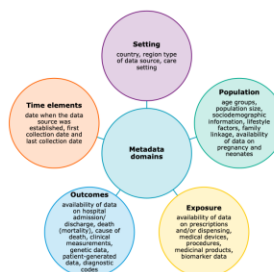 Setting
country, region type
of data source, care
setting
Time elements
date when the data
source was
established, first
collection date and
last collection date
Population
age groups,
population size,
sociodemographic
information, lifestyle
factors, family
linkage, availability of
data on
pregnancy and
neonates
Metadata
domains
Outcomes
availability of data
on hospital
admission/
discharge, death
(mortality), cause of
death, clinical
measurements,
genetic data,
patient-generated
data, diagnostic
codes
Exposure
availability of data
on prescriptions
and/or dispensing,
medical devices,
procedures,
medicinal products,
biomarker data